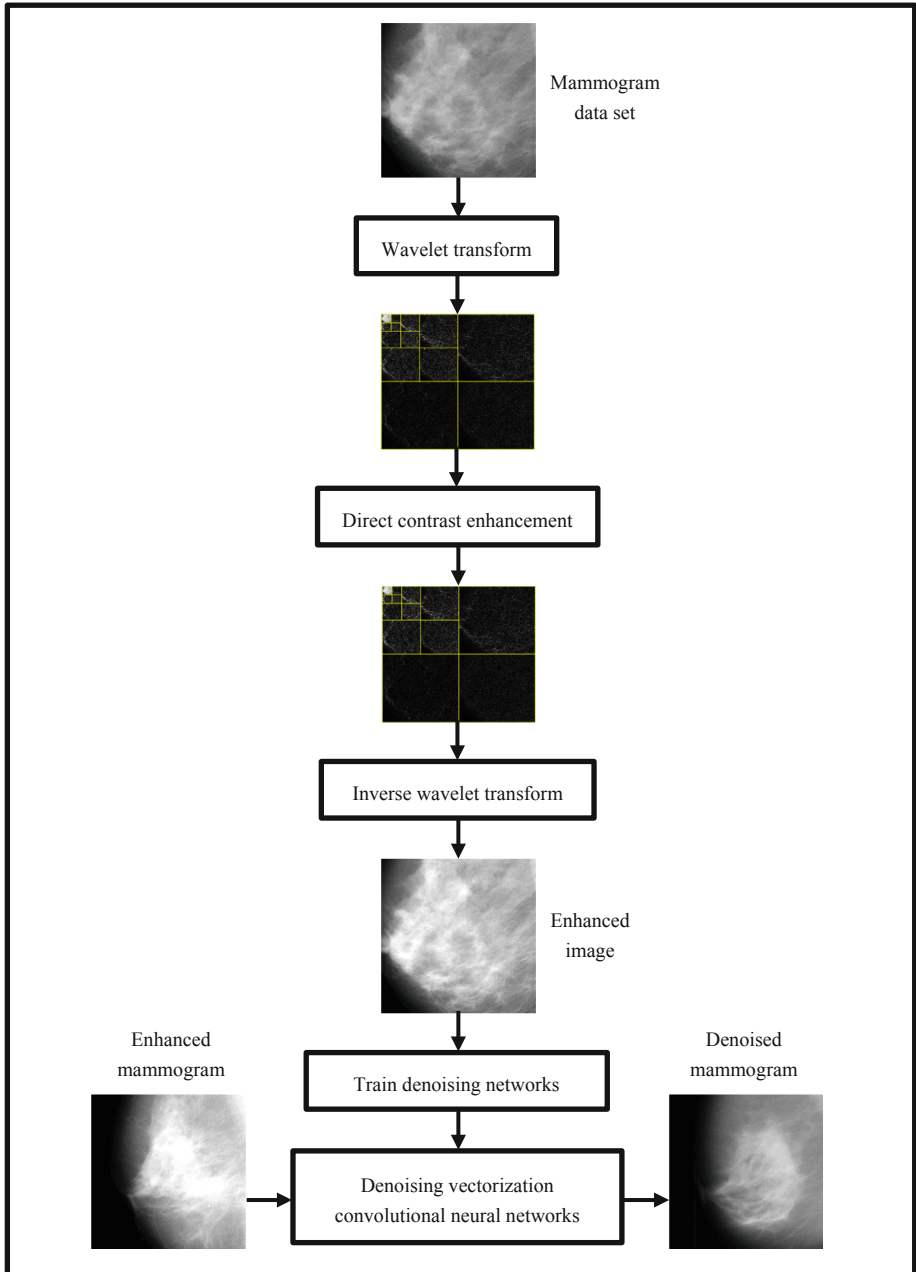 Mammogram
data set
Wavelet transform
Direct contrast enhancement
Inverse wavelet transform
Enhanced
image
Enhanced
mammogram
Denoised
mammogram
Train denoising networks
Denoising vectorization
convolutional neural networks